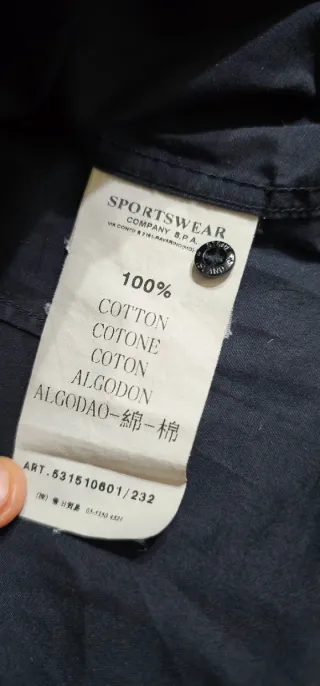 SPORTSWEAR
COMPANY S.P.A.
100%
COTTON
COTONE
COTON
ALGODON
ALGODAO-綿-棉
ART.531510601/232